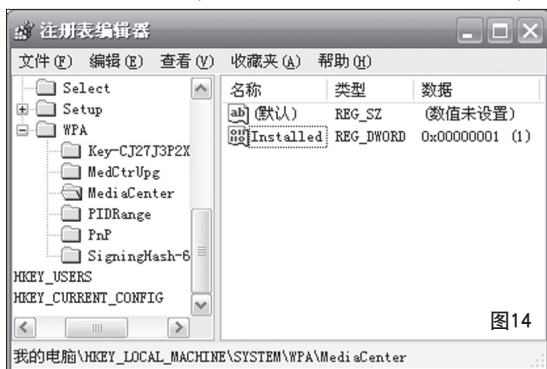 注册表编辑器
文件(F) 编辑(E) 查看(V) 收藏夹(A) 帮助(H)
Select
Setup
WPA
Key-CJ27J3P2X
MedCtrUpg
MediaCenter
PIDRange
PnP
SigningHash-6
HKEY_USERS
HKEY_CURRENT_CONFIG
名称 类型 数据
(默认) REG_SZ (数值未设置)
Installed REG_DWORD 0x00000001 (1)
图14
我的电脑\HKEY_LOCAL_MACHINE\SYSTEM\WPA\MediaCenter